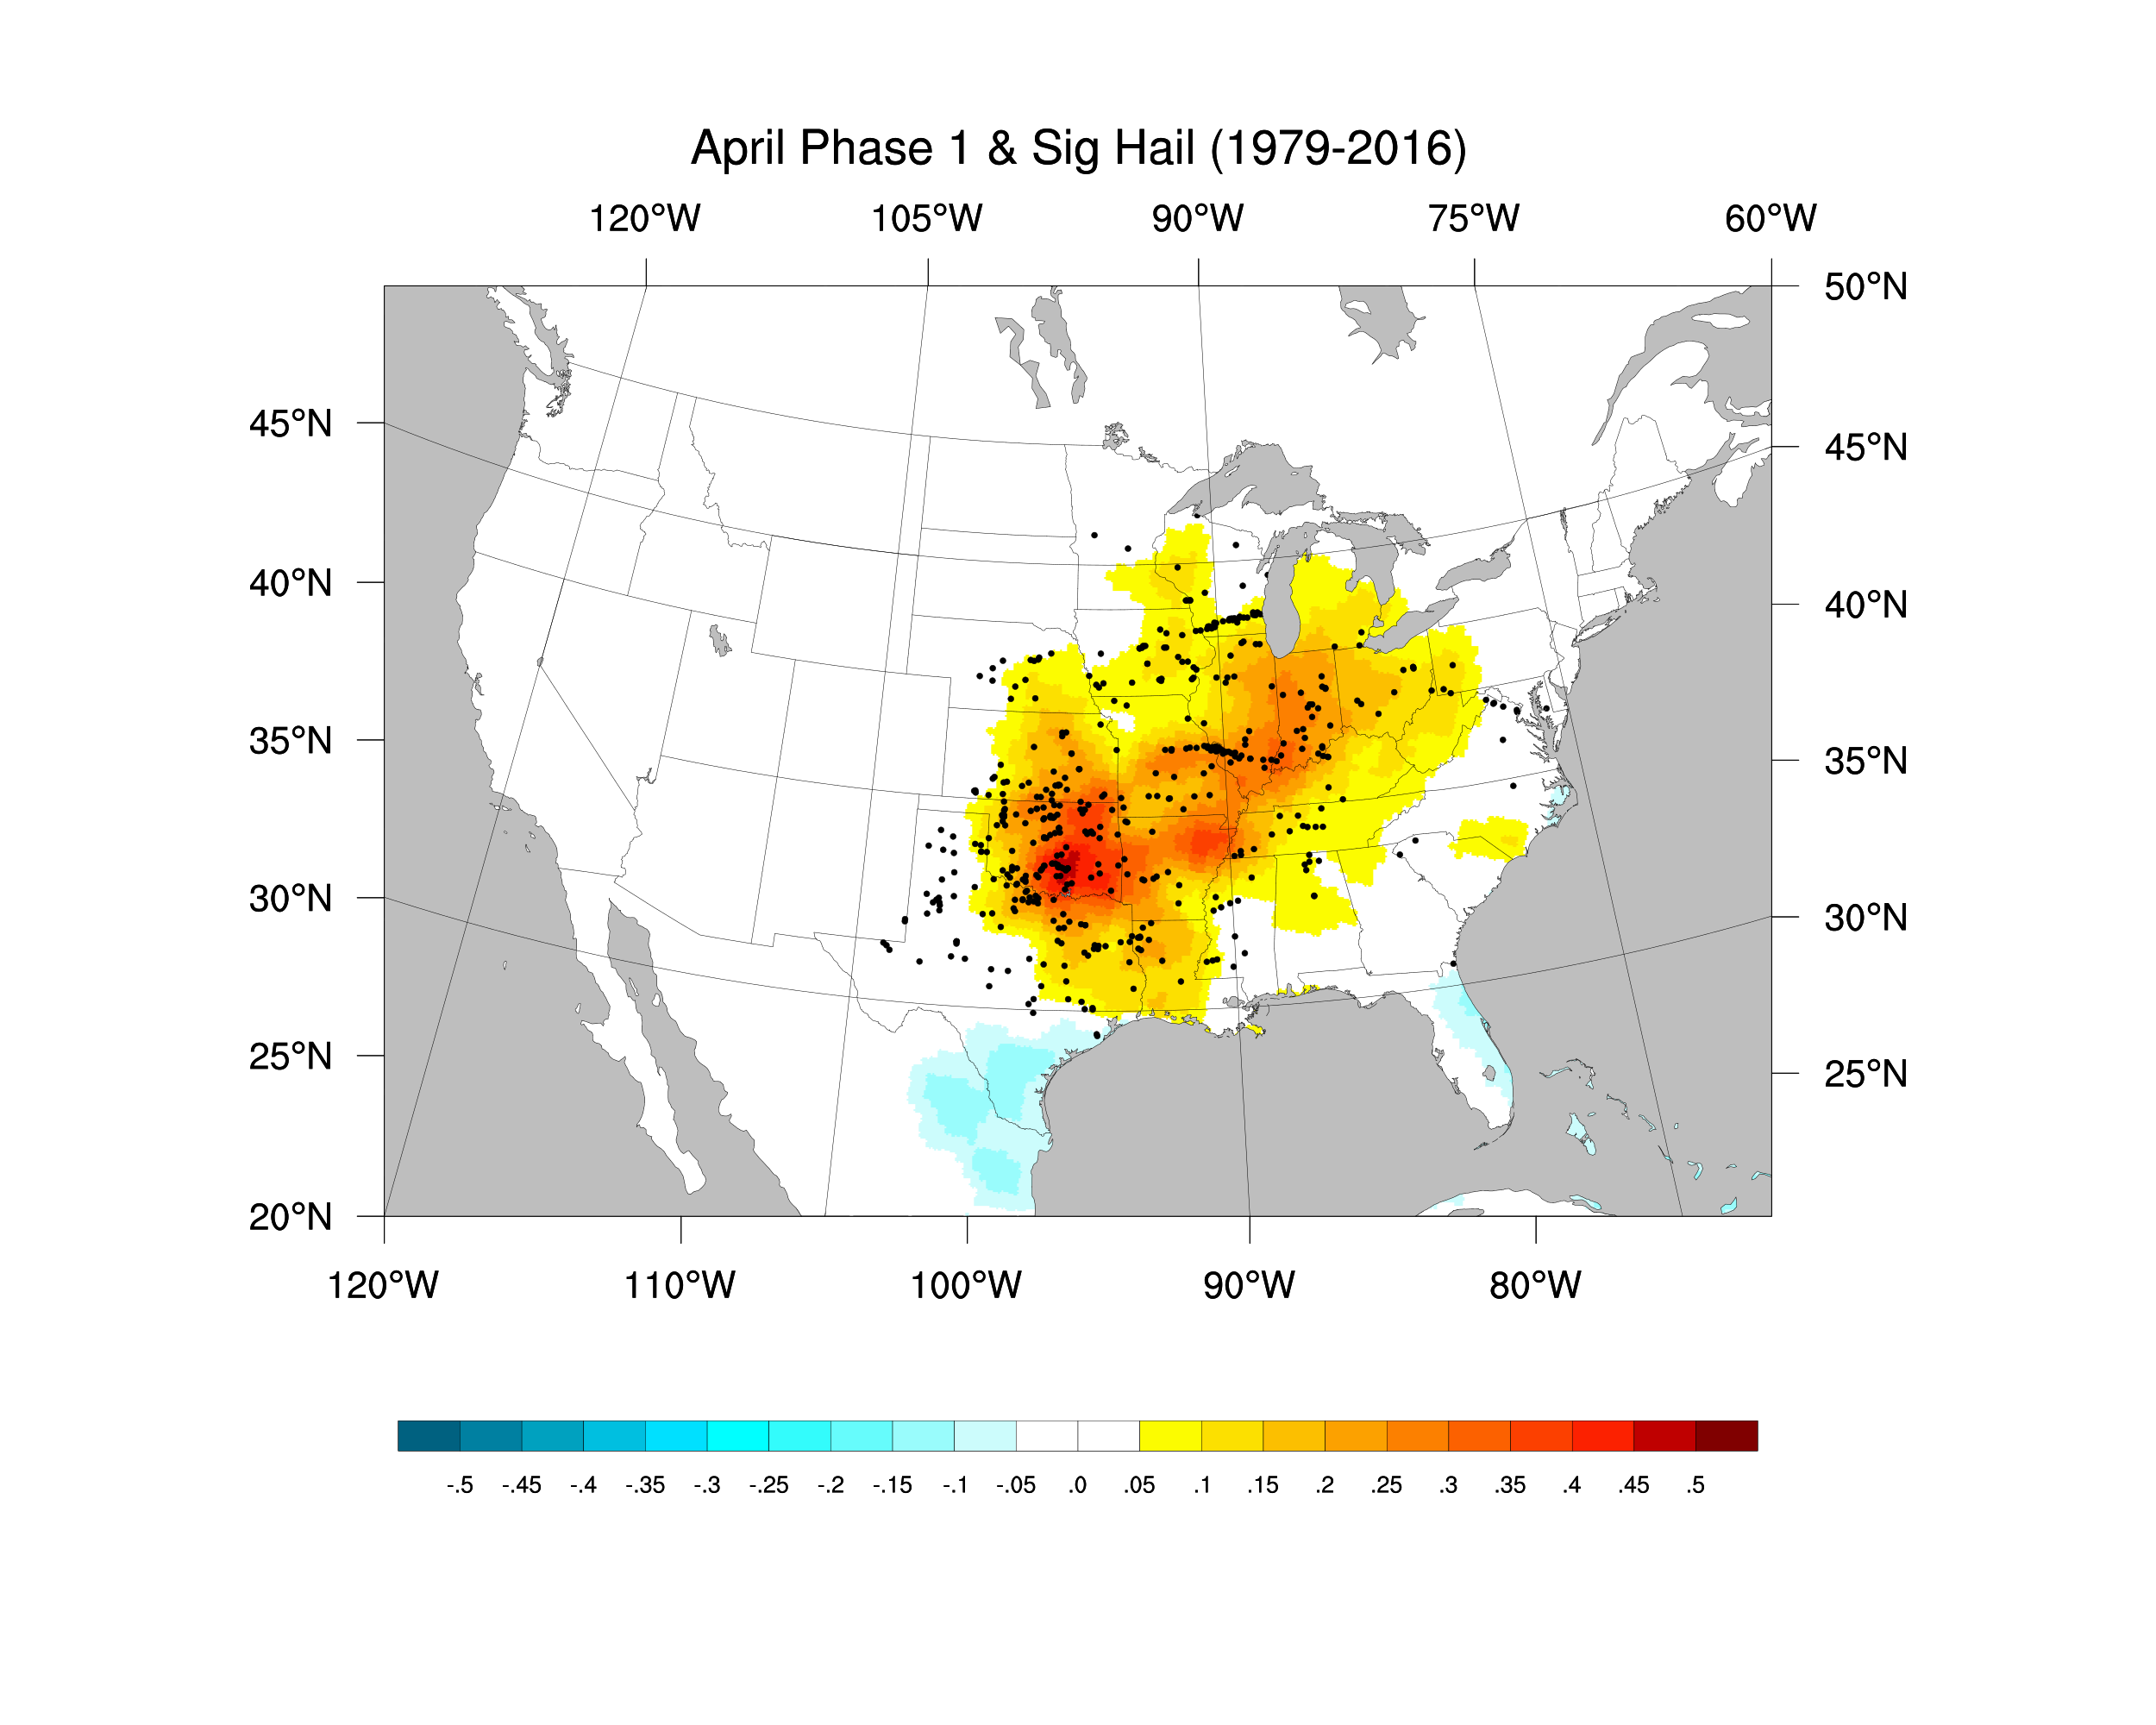 April Phase 1 & Sig Hail (1979-2016)
120°W 105°W 90°W 75°W 60°W
50°N
45°N 45°N
40°N 40°N
35°N 35°N
30°N 30°N
25°N 25°N
20°N
120°W 110°W 100°W 90°W 80°W
-.5 -.45 -.4 -.35 -.3 -.25 -.2 -.15 -.1 -.05 .0 .05 .1 .15 .2 .25 .3 .35 .4 .45 .5